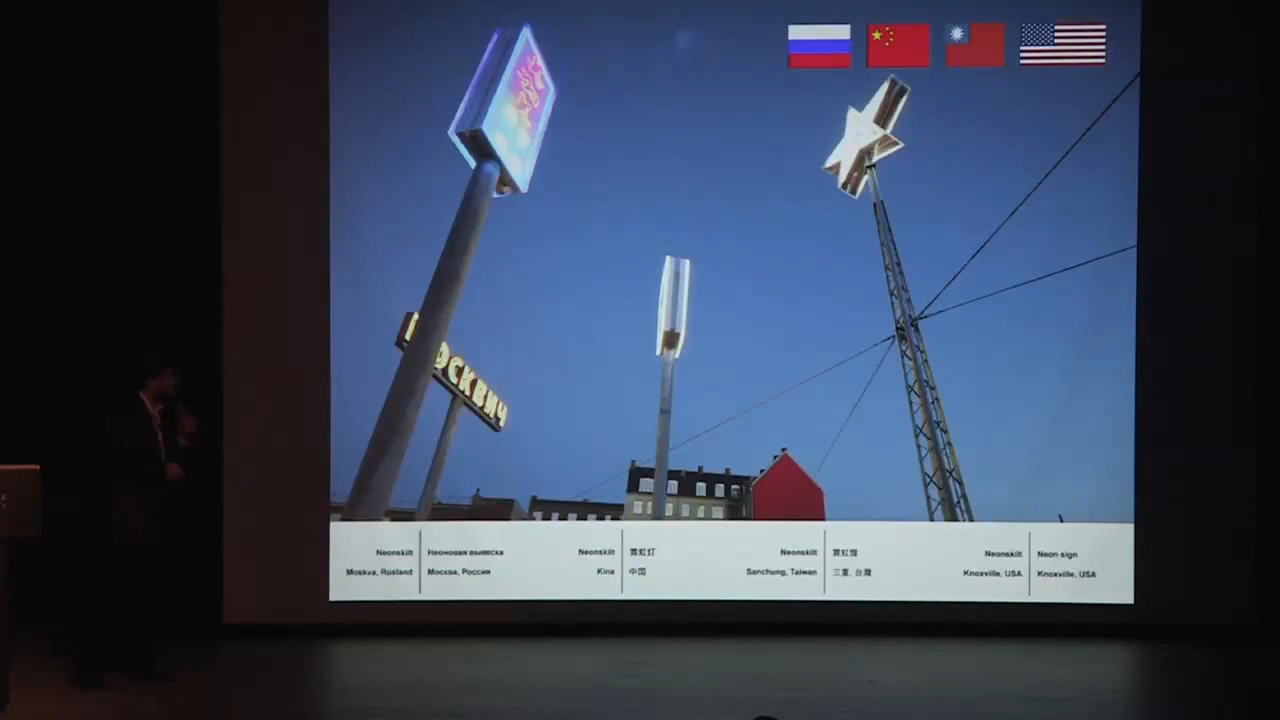 МОСКВИЧ
Neonskilt
Moskva, Rusland
Неоновая вывеска
Москва, Россия
Neonskilt
Kina
霓虹灯
中国
Neonskilt
Sanchung, Taiwan
霓虹燈
三重, 台灣
Neonskilt
Knoxville, USA
Neon sign
Knoxville, USA